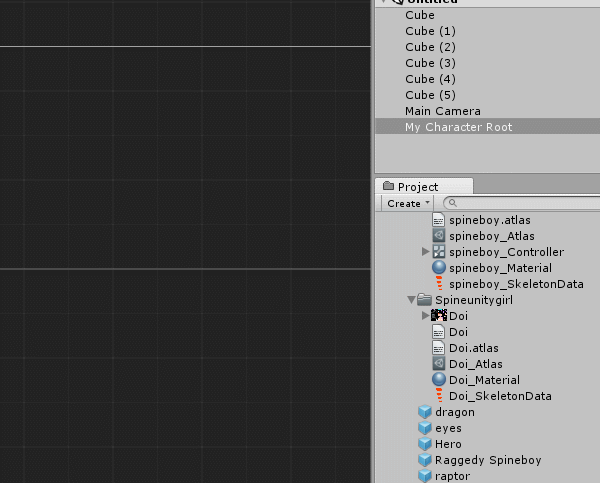 Untitled
Cube
Cube (1)
Cube (2)
Cube (3)
Cube (4)
Cube (5)
Main Camera
My Character Root
Project
Create
spineboy.atlas
spineboy_Atlas
spineboy_Controller
spineboy_Material
spineboy_SkeletonData
Spineunitygirl
Doi
Doi
Doi.atlas
Doi_Atlas
Doi_Material
Doi_SkeletonData
dragon
eyes
Hero
Raggedy Spineboy
raptor